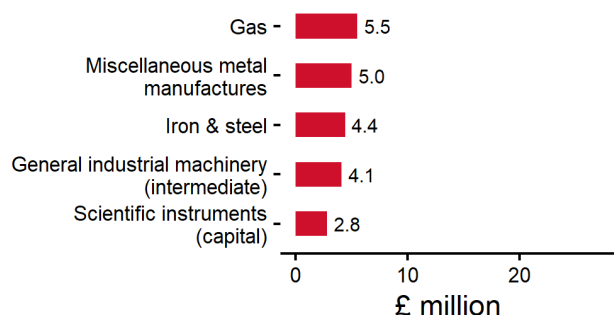 Gas
5.5
Miscellaneous metal
manufactures
5.0
Iron & steel
4.4
General industrial machinery
(intermediate)
4.1
Scientific instruments
(capital)
2.8
0
10
20
£ million